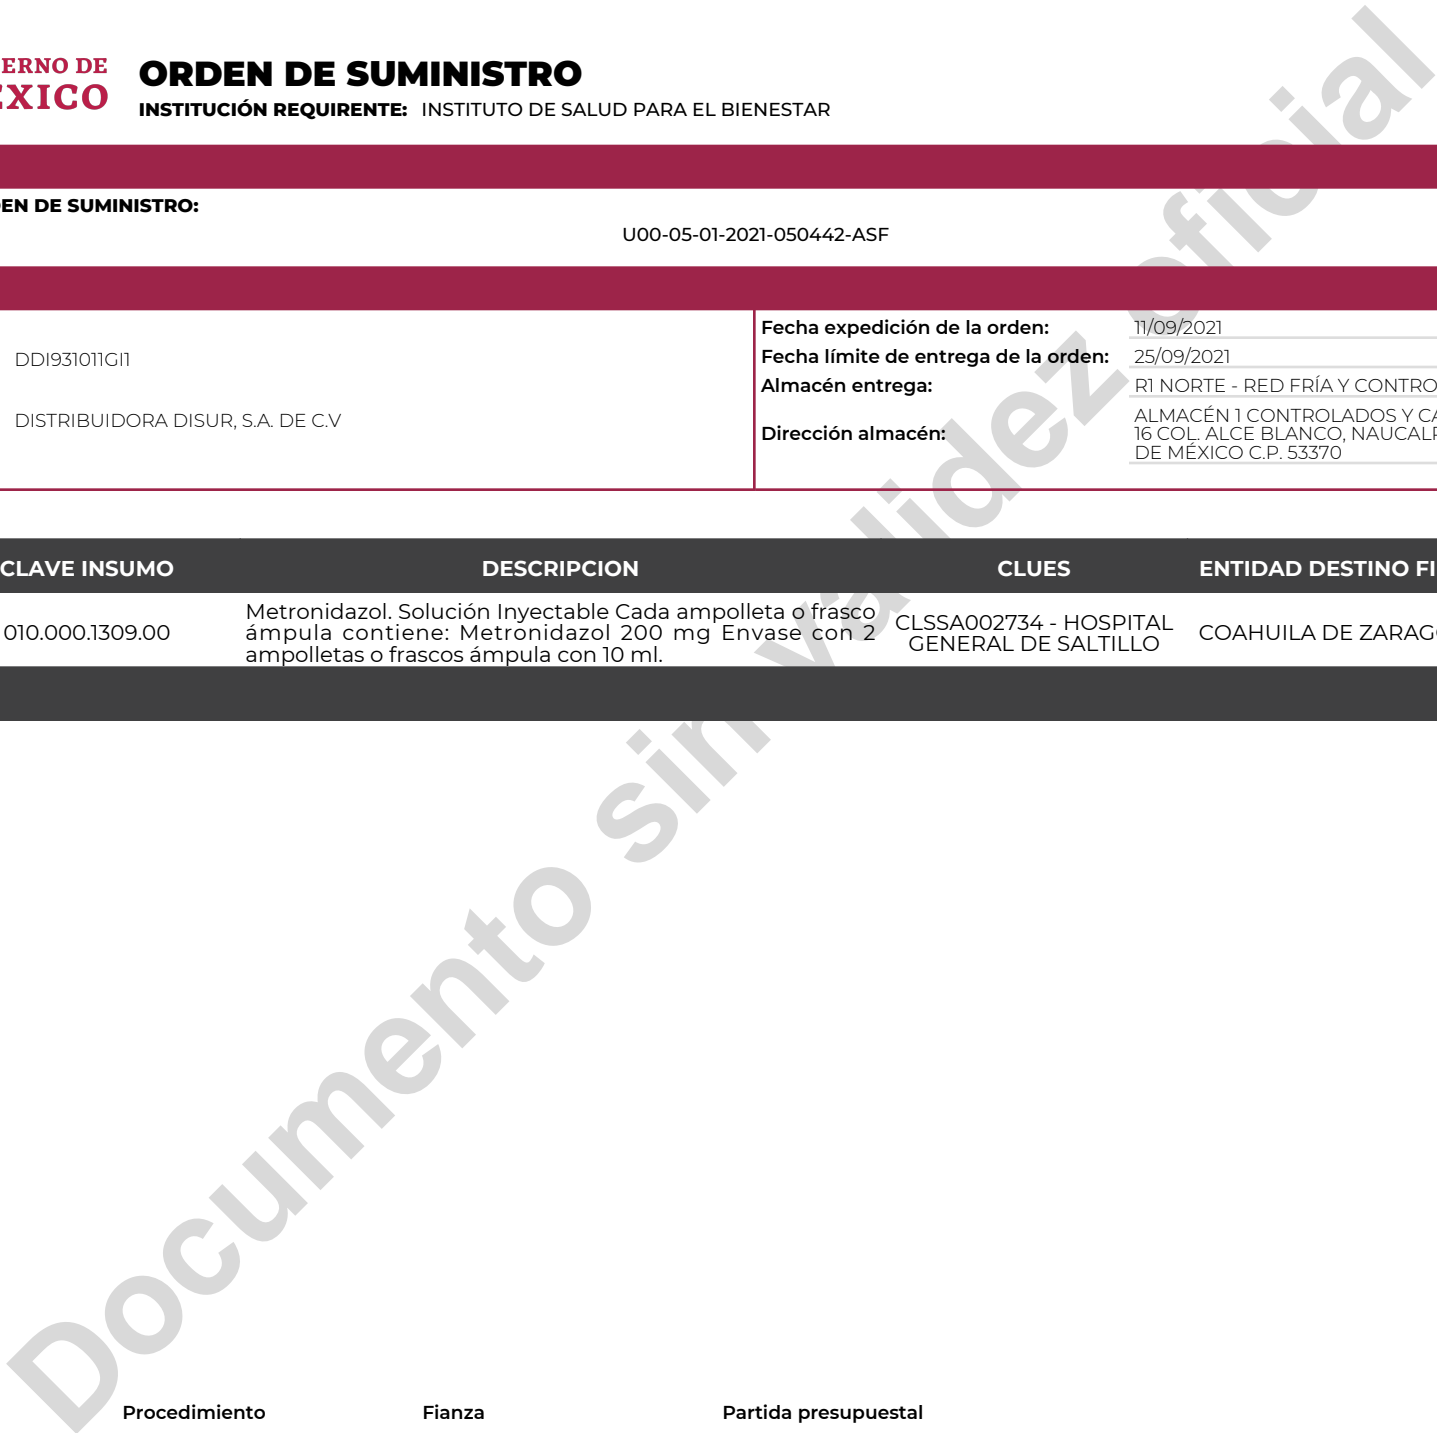 ERNO DE
ÉXICO
ORDEN DE SUMINISTRO
INSTITUCIÓN REQUIRENTE: INSTITUTO DE SALUD PARA EL BIENESTAR
EN DE SUMINISTRO:
U00-05-01-2021-050442-ASF
DDI931011GI1
DISTRIBUIDORA DISUR, S.A. DE C.V
Fecha expedición de la orden: 11/09/2021
Fecha límite de entrega de la orden: 25/09/2021
Almacén entrega: R1 NORTE - RED FRÍA Y CONTRO
Dirección almacén:
ALMACÉN 1 CONTROLADOS Y CA
16 COL. ALCE BLANCO, NAUCALP
DE MÉXICO C.P. 53370
CLAVE INSUMO DESCRIPCION CLUES ENTIDAD DESTINO FI
010.000.1309.00
Metronidazol. Solución Inyectable Cada ampolleta o frasco
ámpula contiene: Metronidazol 200 mg Envase con 2
ampolletas o frascos ámpula con 10 ml.
CLSSA002734 - HOSPITAL
GENERAL DE SALTILLO
COAHUILA DE ZARAG
Documento sin validez oficial
Procedimiento Fianza Partida presupuestal